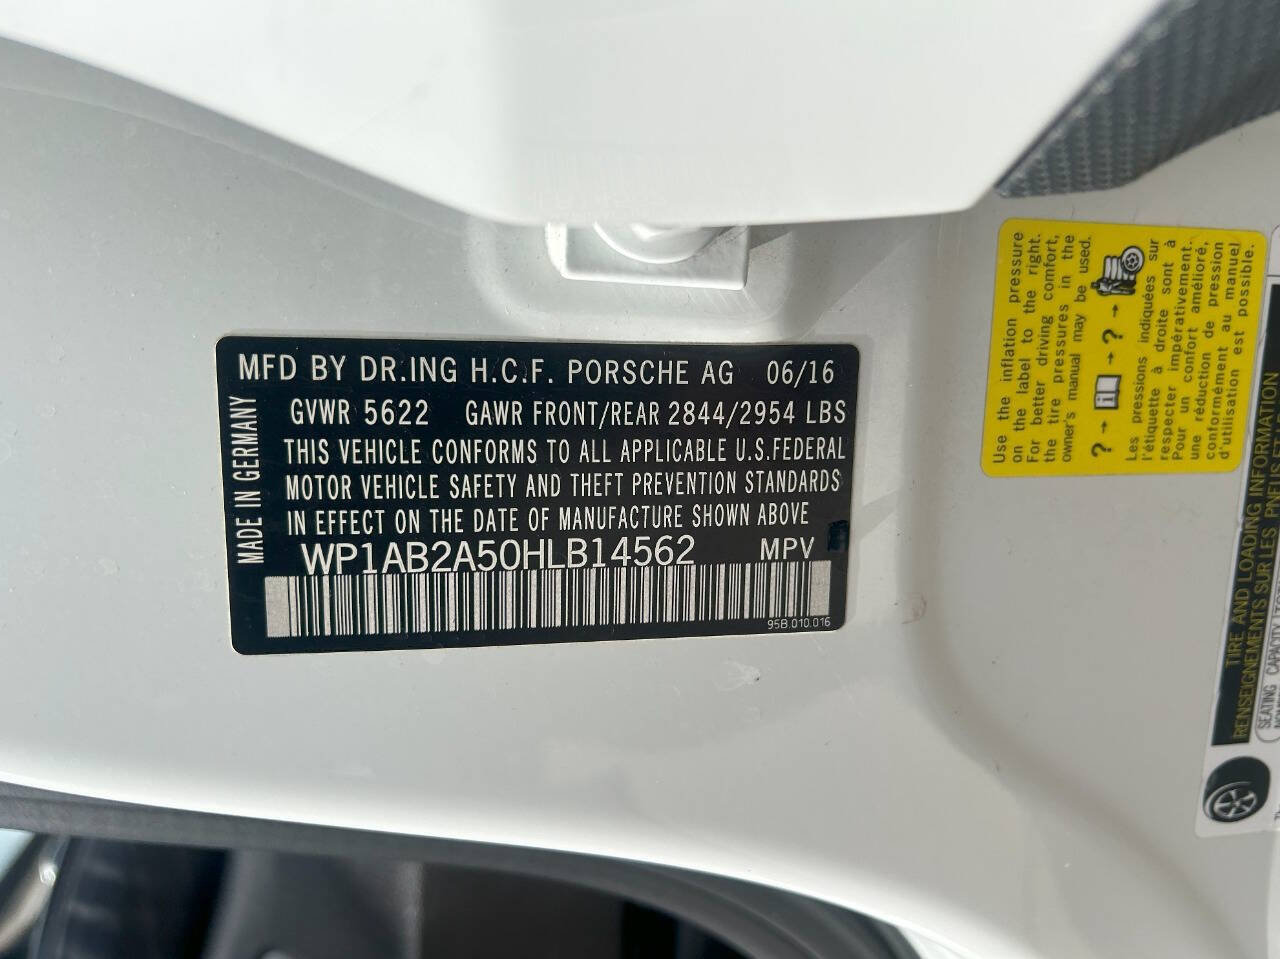 MFD BY DR.ING H.C.F. PORSCHE AG 06/16
GVWR 5622 GAWR FRONT/REAR 2844/2954 LBS
THIS VEHICLE CONFORMS TO ALL APPLICABLE U.S.FEDERAL
MOTOR VEHICLE SAFETY AND THEFT PREVENTION STANDARDS
IN EFFECT ON THE DATE OF MANUFACTURE SHOWN ABOVE
WP1AB2A50HLB14562 MPV
95B.010.016
MADE IN GERMANY
Use the inflation pressure
on the label to the right.
For better driving comfort,
the tire pressures in the
owner's manual may be used.
? → i → ? →
Les pressions indiquées sur
l'étiquette à droite sont à
respecter impérativement.
Pour un confort amélioré,
une réduction de pression
conformément au manuel
d'utilisation est possible.
TIRE AND LOADING INFORMATION
RENSEIGNEMENTS SUR LES PNEUS
SEATING CAPACITY